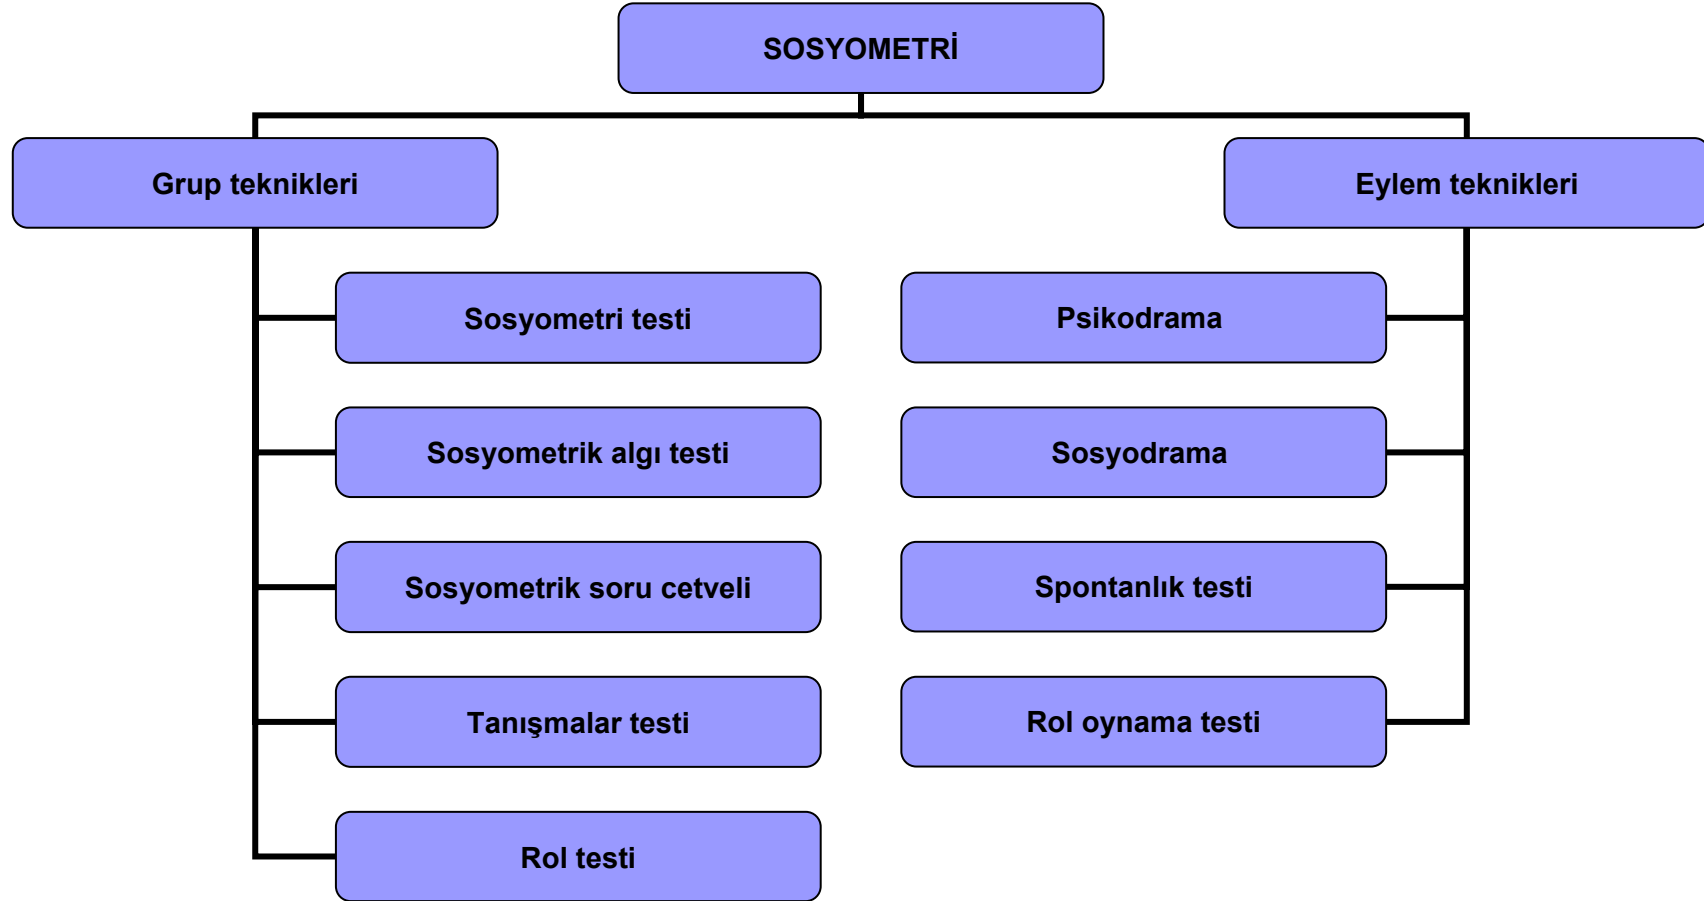 SOSYOMETRİ
Grup teknikleri
Eylem teknikleri
Sosyometri testi
Psikodrama
Sosyometrik algı testi
Sosyodrama
Sosyometrik soru cetveli
Spontanlık testi
Tanışmalar testi
Rol oynama testi
Rol testi